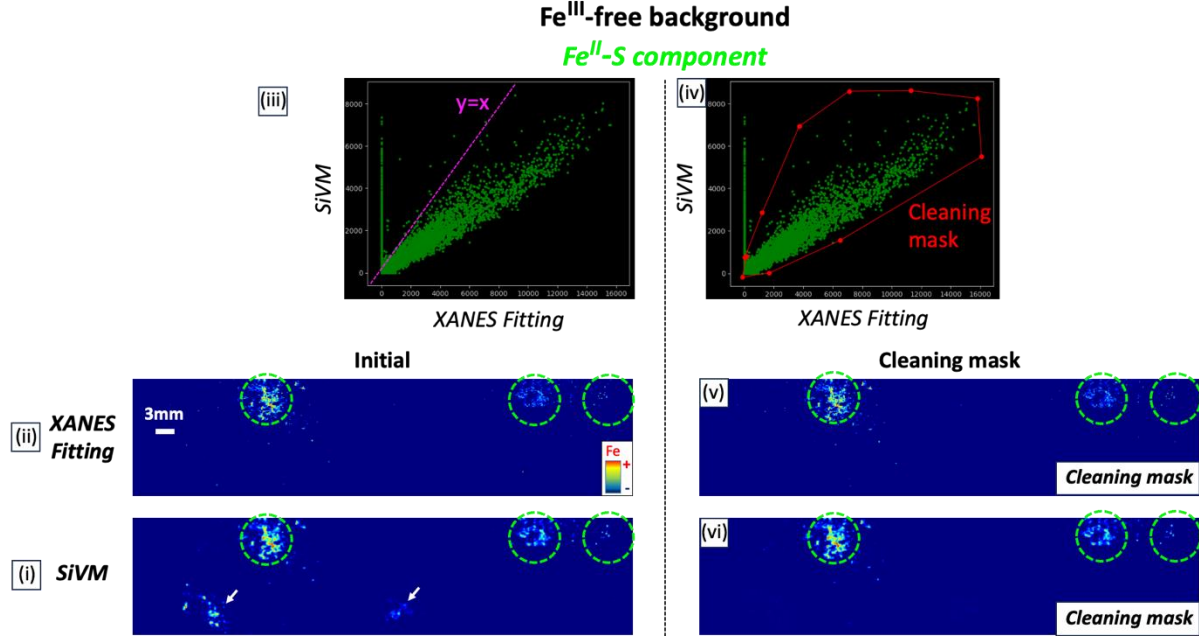 Fe^III-free background
Fe^II-S component
(iii)
y=x
SiVM
8000
6000
4000
2000
0
0 2000 4000 6000 8000 10000 12000 14000 16000
XANES Fitting
(iv)
SiVM
8000
6000
4000
2000
0
Cleaning
mask
0 2000 4000 6000 8000 10000 12000 14000 16000
XANES Fitting
Initial
Cleaning mask
(ii) XANES
Fitting
3mm
Fe
+
-
(v)
Cleaning mask
(i) SiVM
(vi)
Cleaning mask